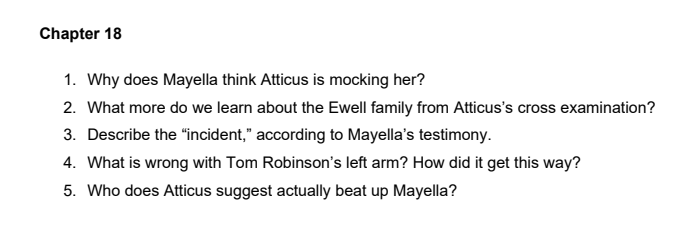 Chapter 18
1. Why does Mayella think Atticus is mocking her?
2. What more do we learn about the Ewell family from Atticus’s cross examination?
3. Describe the “incident,” according to Mayella’s testimony.
4. What is wrong with Tom Robinson’s left arm? How did it get this way?
5. Who does Atticus suggest actually beat up Mayella?